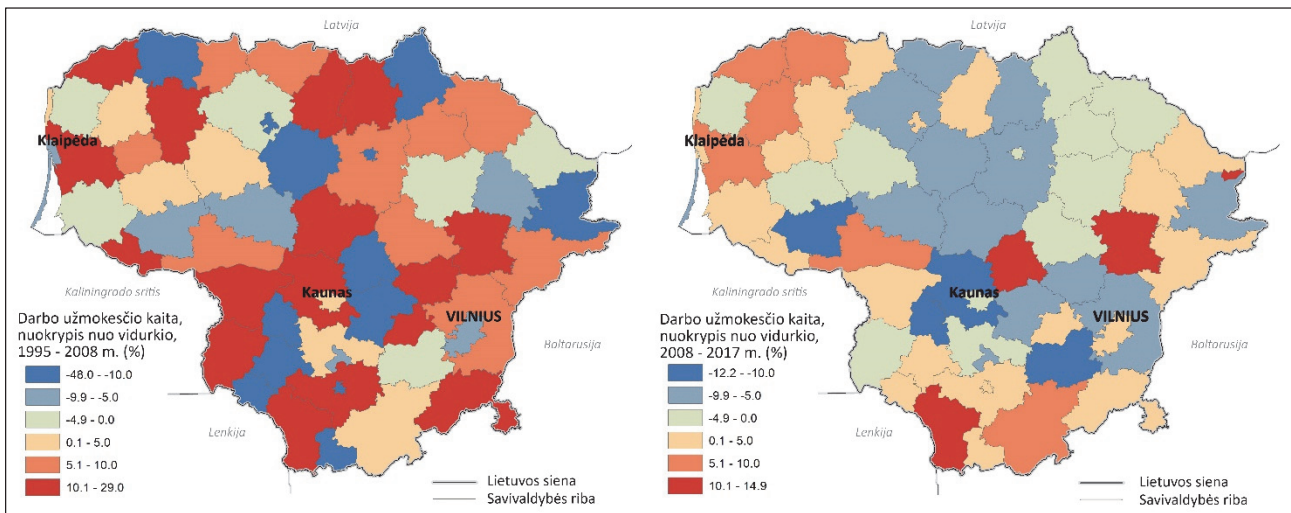 Latvija
Klaipėda
Kaliningrado sritis
Kaunas
VILNIUS
Baltarusija
Lenkija
Darbo užmokesčio kaita,
nuokrypis nuo vidurkio,
1995 - 2008 m. (%)
-48.0 - -10.0
-9.9 - -5.0
-4.9 - 0.0
0.1 - 5.0
5.1 - 10.0
10.1 - 29.0
Lietuvos siena
Savivaldybės riba
Latvija
Klaipėda
Kaliningrado sritis
Kaunas
VILNIUS
Baltarusija
Lenkija
Darbo užmokesčio kaita,
nuokrypis nuo vidurkio,
2008 - 2017 m. (%)
-12.2 - -10.0
-9.9 - -5.0
-4.9 - 0.0
0.1 - 5.0
5.1 - 10.0
10.1 - 14.9
Lietuvos siena
Savivaldybės riba